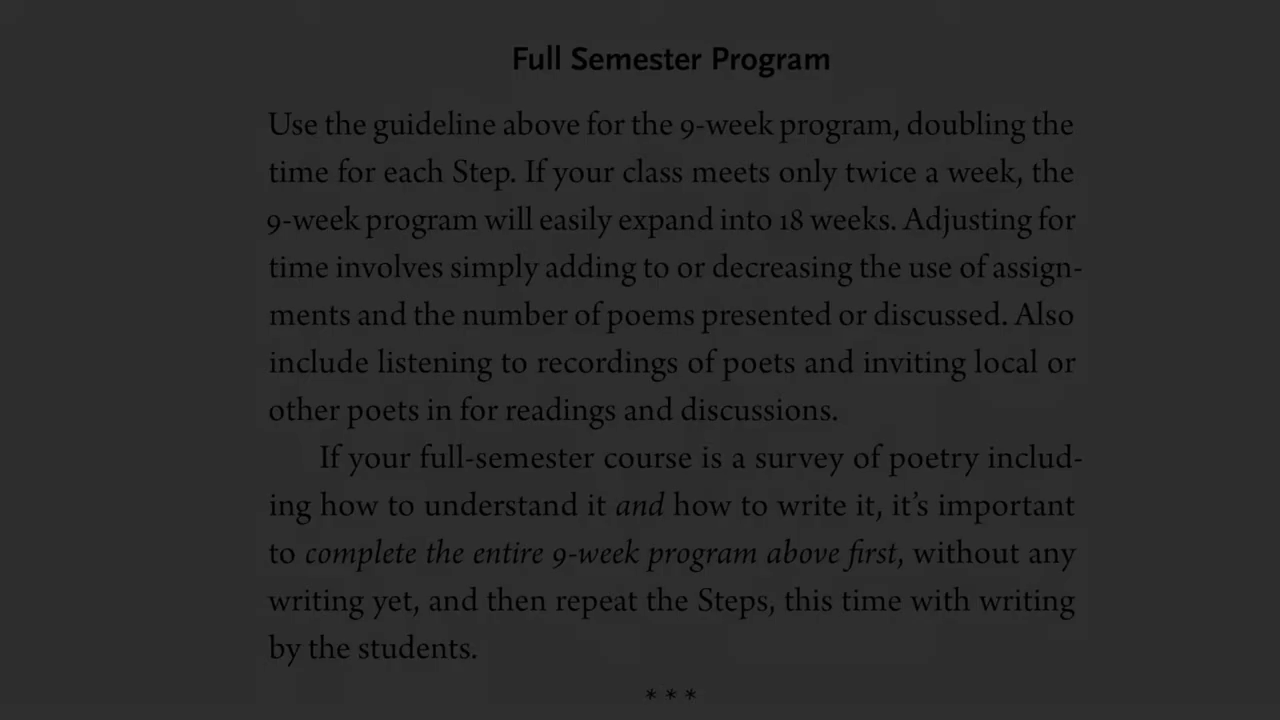 Full Semester Program
Use the guideline above for the 9-week program, doubling the
time for each Step. If your class meets only twice a week, the
9-week program will easily expand into 18 weeks. Adjusting for
time involves simply adding to or decreasing the use of assign-
ments and the number of poems presented or discussed. Also
include listening to recordings of poets and inviting local or
other poets in for readings and discussions.
If your full-semester course is a survey of poetry includ-
ing how to understand it and how to write it, it's important
to complete the entire 9-week program above first, without any
writing yet, and then repeat the Steps, this time with writing
by the students.
* * *